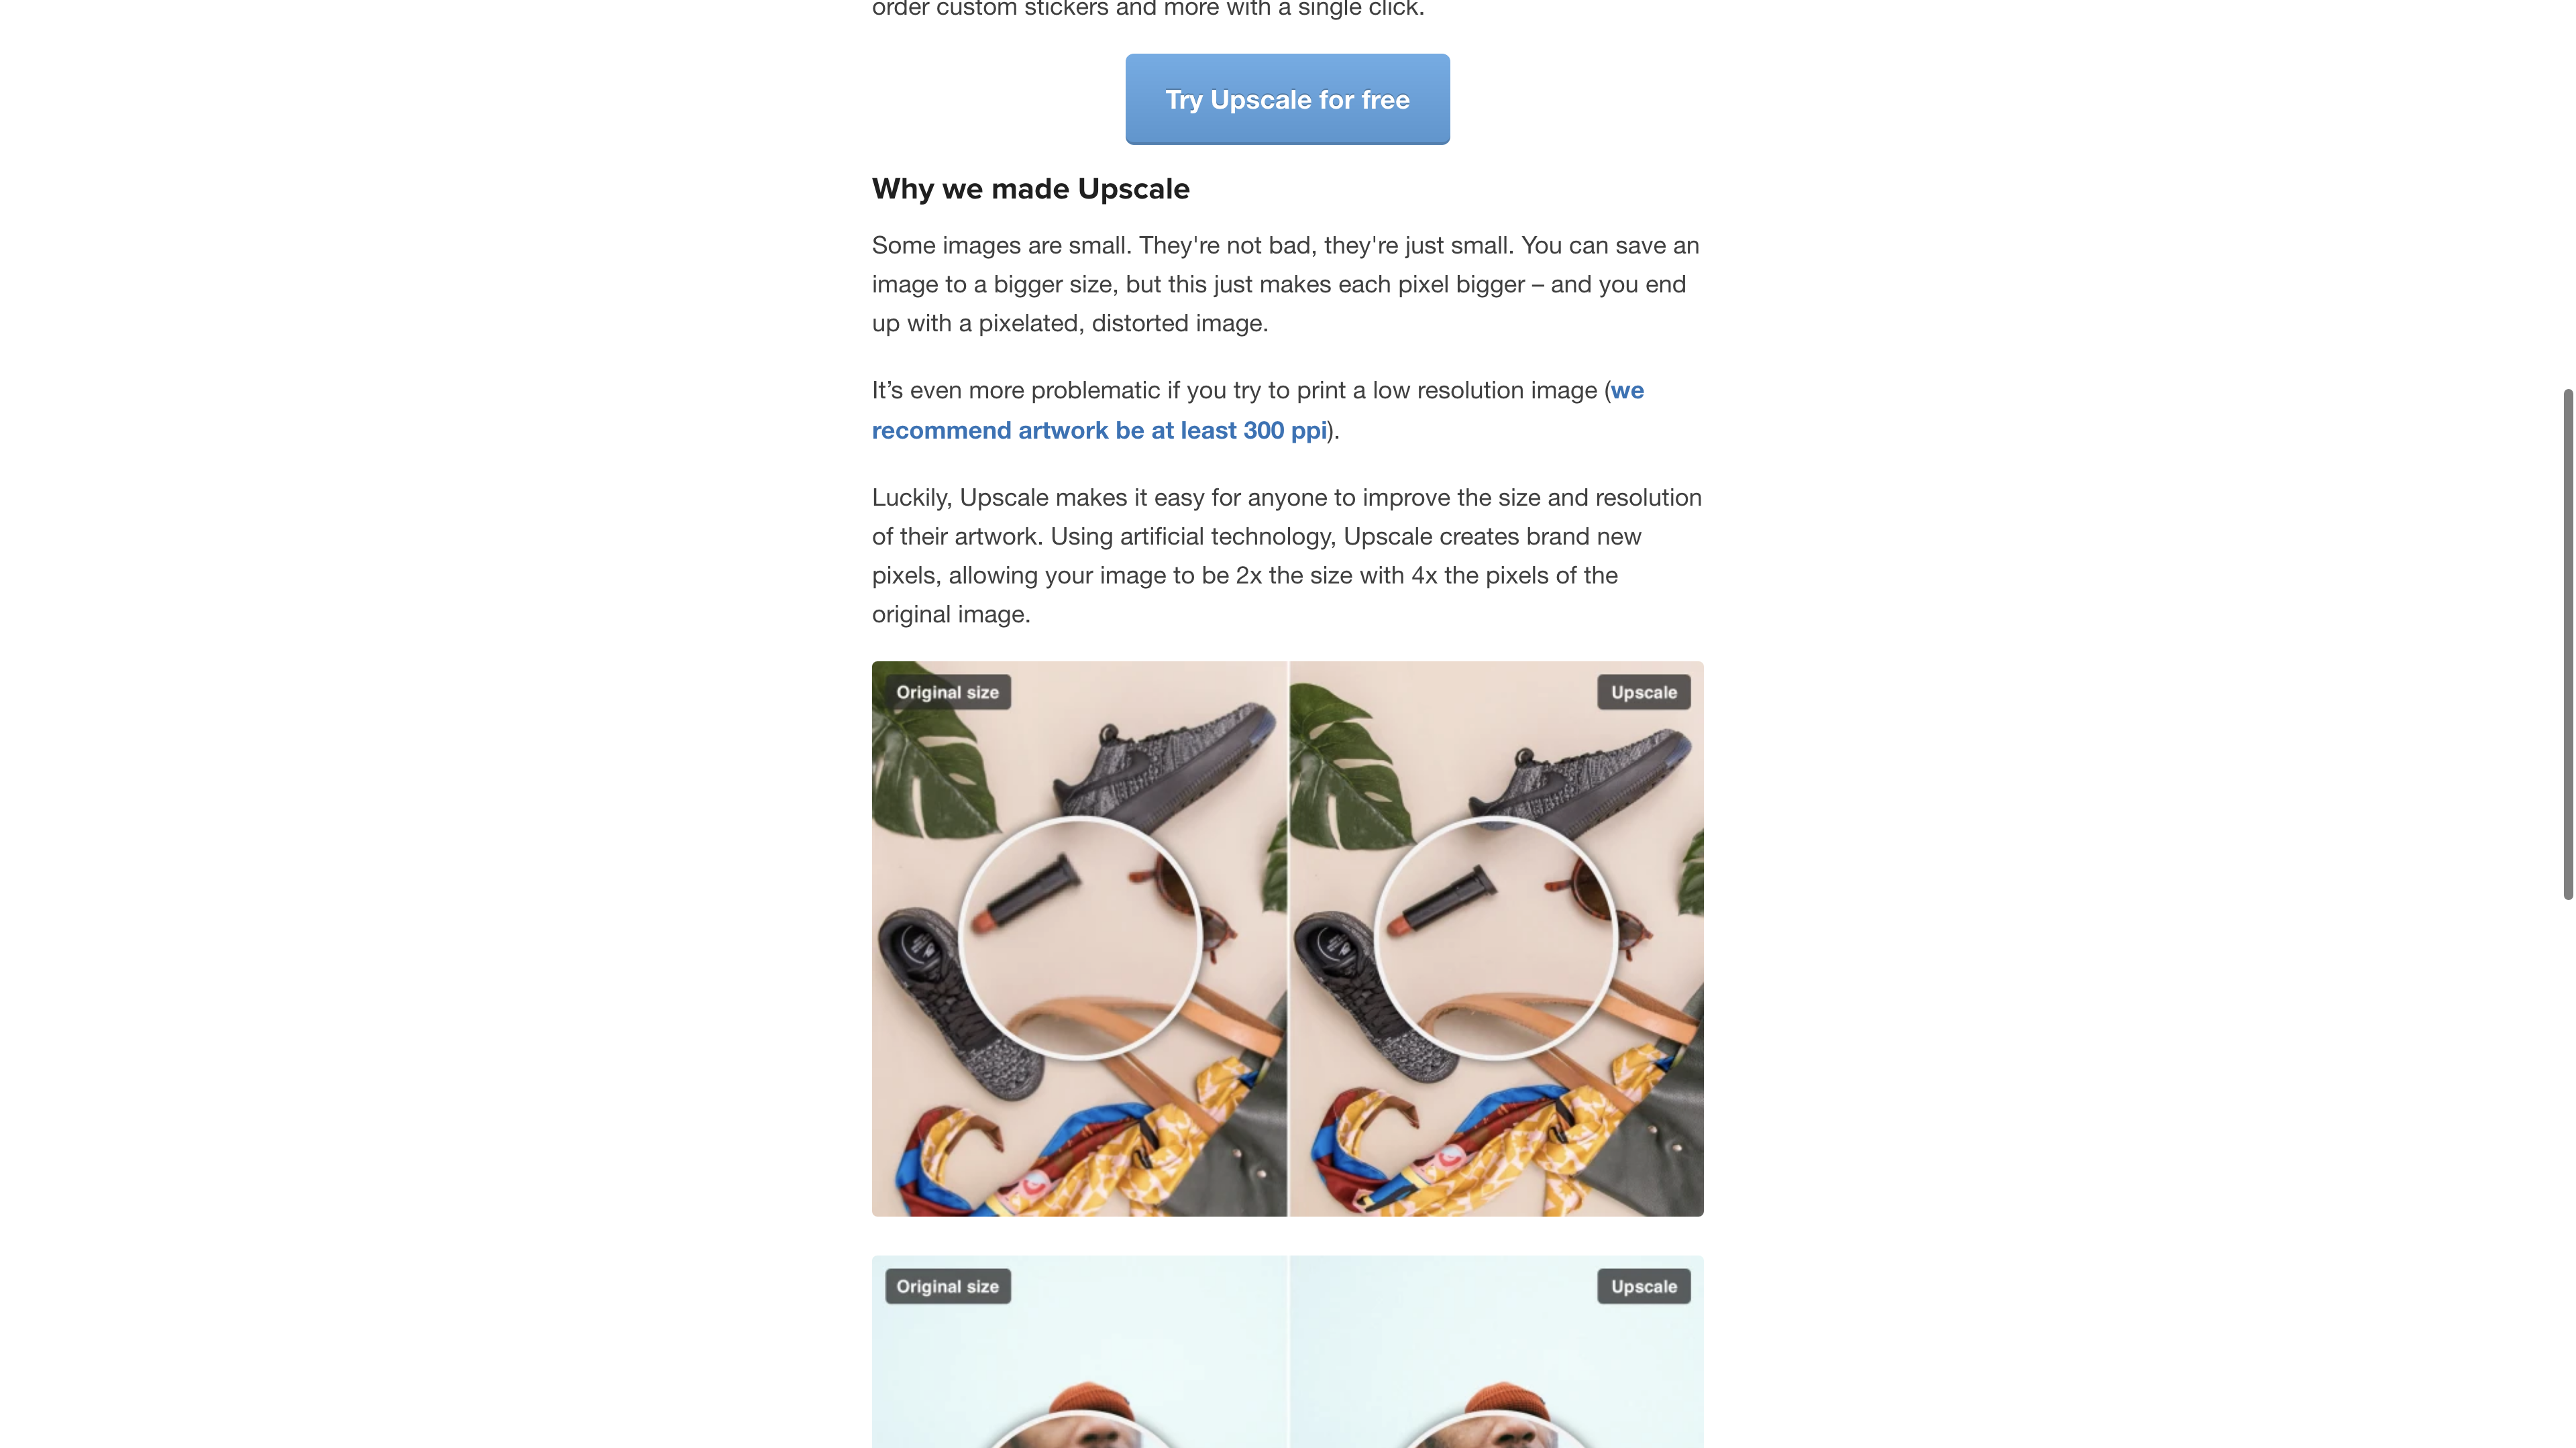 order custom stickers and more with a single click.
Try Upscale for free
Why we made Upscale
Some images are small. They're not bad, they're just small. You can save an
image to a bigger size, but this just makes each pixel bigger – and you end
up with a pixelated, distorted image.
It’s even more problematic if you try to print a low resolution image (we
recommend artwork be at least 300 ppi).
Luckily, Upscale makes it easy for anyone to improve the size and resolution
of their artwork. Using artificial technology, Upscale creates brand new
pixels, allowing your image to be 2x the size with 4x the pixels of the
original image.
Original size
Upscale
Original size
Upscale